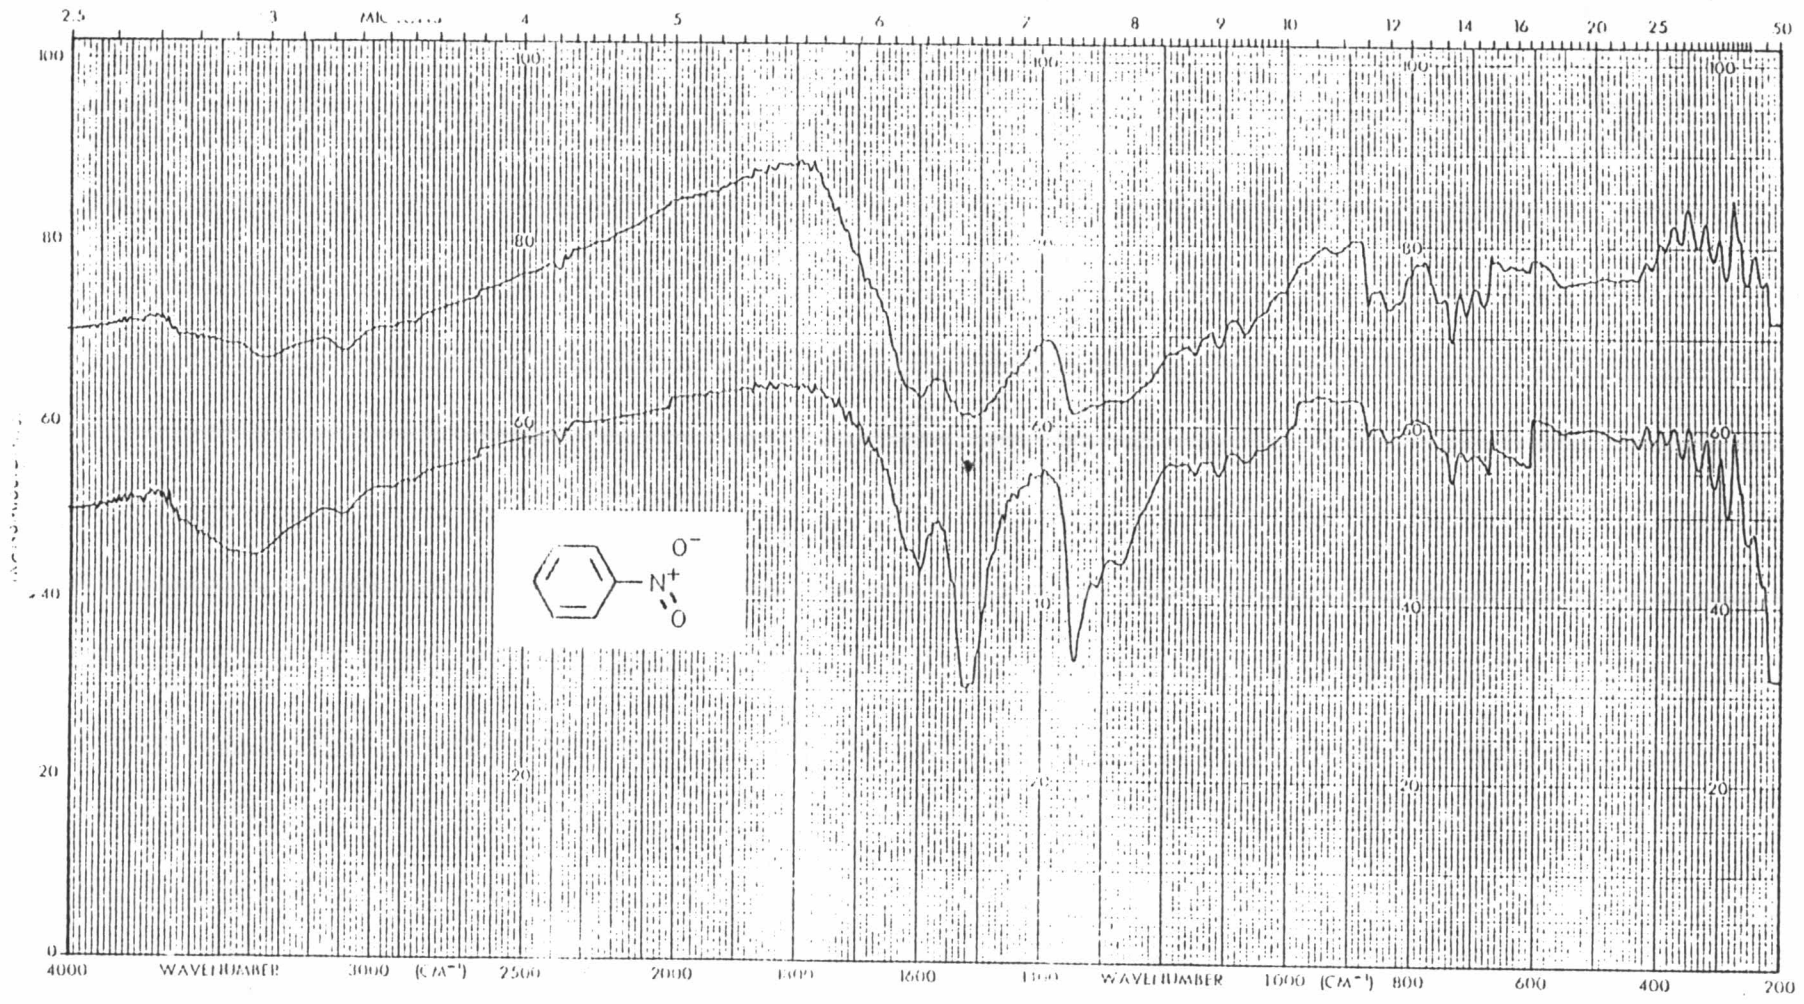 2.5 3 4 5 6 7 8 9 10 12 14 16 20 25 50
100 100 100 100 100
80 80 80
60 60 60 60 60
O⁻
N⁺
O
40 40 40
20 20 20 20
0
4000 WAVENUMBER 3000 (CM⁻¹) 2500 2000 1800 1600 WAVENUMBER 1000 (CM⁻¹) 800 600 400 200